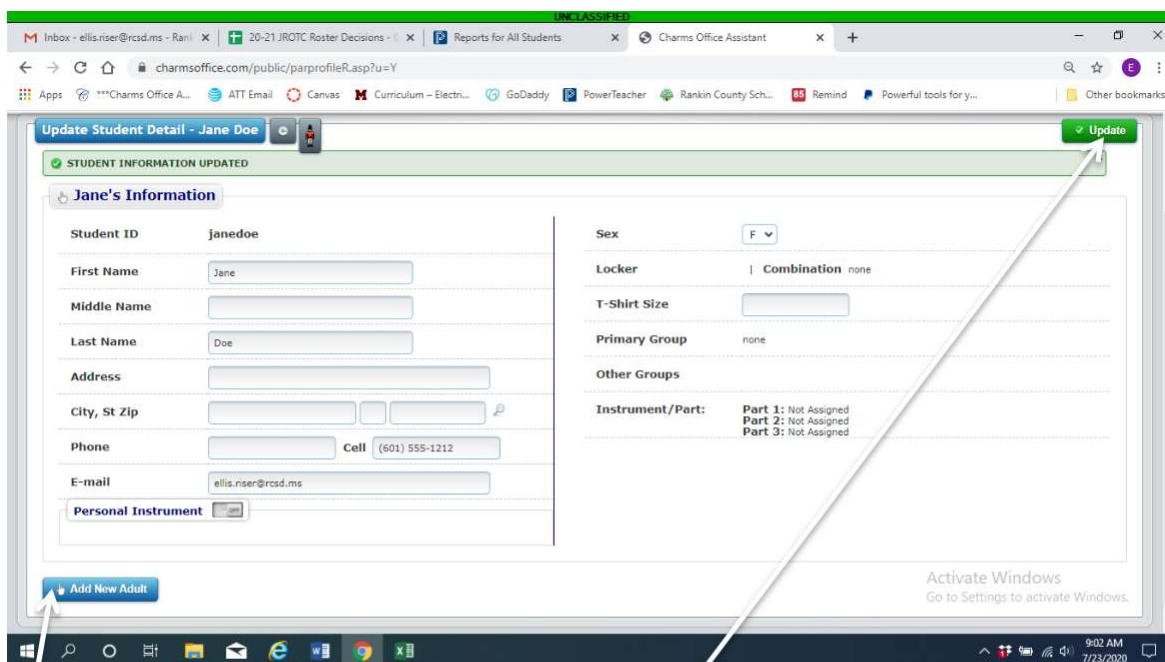 UNCLASSIFIED
Inbox - ellis.riser@rcsd.ms - Ran
20-21 JROTC Roster Decisions -
Reports for All Students
Charms Office Assistant
charmsoffice.com/public/parprofileR.asp?u=Y
E
Apps ***Charms Office A... ATT Email Canvas Curriculum – Electri... GoDaddy PowerTeacher Rankin County Sch... 85 Remind Powerful tools for y... Other bookmarks
Update Student Detail - Jane Doe
Update
STUDENT INFORMATION UPDATED
Jane's Information
Student ID janedoe
First Name Jane
Middle Name
Last Name Doe
Address
City, St Zip
Phone Cell (601) 555-1212
E-mail ellis.riser@rcsd.ms
Personal Instrument OFF
Sex F
Locker | Combination none
T-Shirt Size
Primary Group none
Other Groups
Instrument/Part: Part 1: Not Assigned
Part 2: Not Assigned
Part 3: Not Assigned
Add New Adult
Activate Windows
Go to Settings to activate Windows.
9:02 AM
7/23/2020